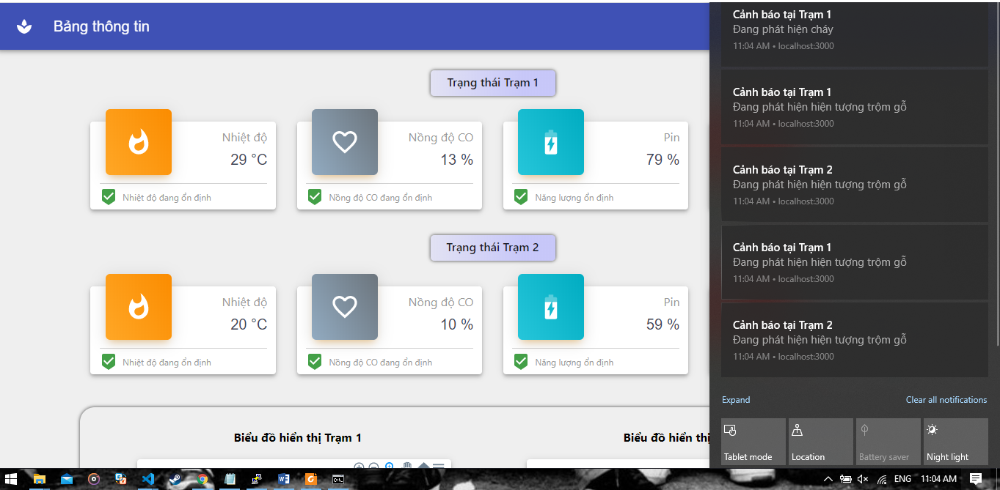 Bảng thông tin
Trạng thái Trạm 1
Nhiệt độ
29 °C
Nhiệt độ đang ổn định
Nồng độ CO
13 %
Nồng độ CO đang ổn định
Pin
79 %
Năng lượng ổn định
Trạng thái Trạm 2
Nhiệt độ
20 °C
Nhiệt độ đang ổn định
Nồng độ CO
10 %
Nồng độ CO đang ổn định
Pin
59 %
Năng lượng ổn định
Biểu đồ hiển thị Trạm 1
Biểu đồ hiển thị
Cảnh báo tại Trạm 1
Đang phát hiện cháy
11:04 AM • localhost:3000
Cảnh báo tại Trạm 1
Đang phát hiện hiện tượng trộm gỗ
11:04 AM • localhost:3000
Cảnh báo tại Trạm 2
Đang phát hiện hiện tượng trộm gỗ
11:04 AM • localhost:3000
Cảnh báo tại Trạm 1
Đang phát hiện hiện tượng trộm gỗ
11:04 AM • localhost:3000
Cảnh báo tại Trạm 2
Đang phát hiện hiện tượng trộm gỗ
11:04 AM • localhost:3000
Expand
Clear all notifications
Tablet mode
Location
Battery saver
Night light
ENG
11:04 AM